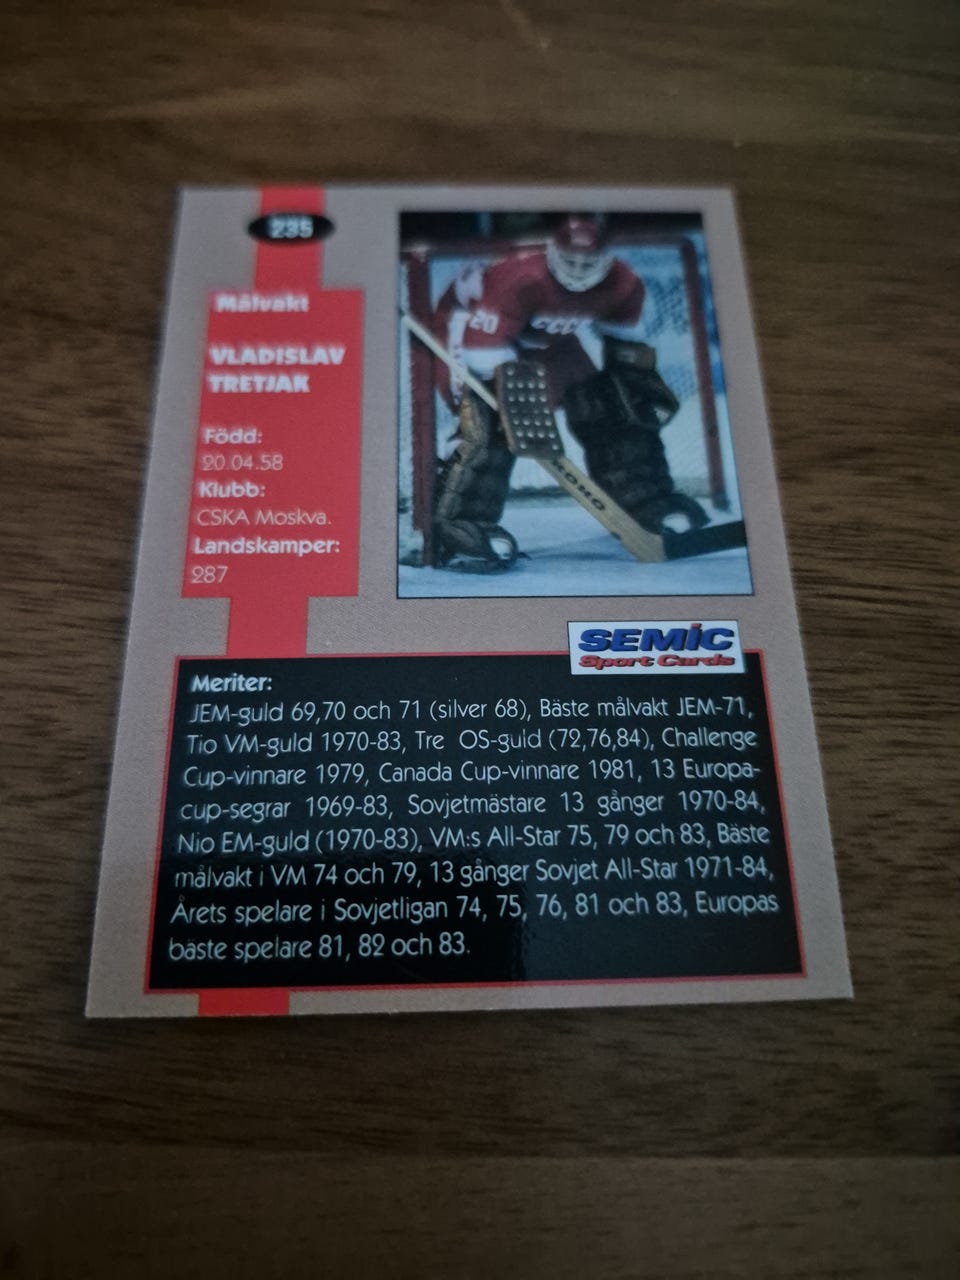 235
Målvakt
VLADISLAV
TRETJAK
Född:
20.04.58
Klubb:
CSKA Moskva.
Landskamper:
287
20
CCCP
KOHO
SEMIC
Sport Cards
Meriter:
JEM-guld 69,70 och 71 (silver 68), Bäste målvakt JEM-71,
Tio VM-guld 1970-83, Tre OS-guld (72,76,84), Challenge
Cup-vinnare 1979, Canada Cup-vinnare 1981, 13 Europa-
cup-segrar 1969-83, Sovjetmästare 13 gånger 1970-84,
Nio EM-guld (1970-83), VM:s All-Star 75, 79 och 83, Bäste
målvakt i VM 74 och 79, 13 gånger Sovjet All-Star 1971-84,
Årets spelare i Sovjetligan 74, 75, 76, 81 och 83, Europas
bäste spelare 81, 82 och 83.